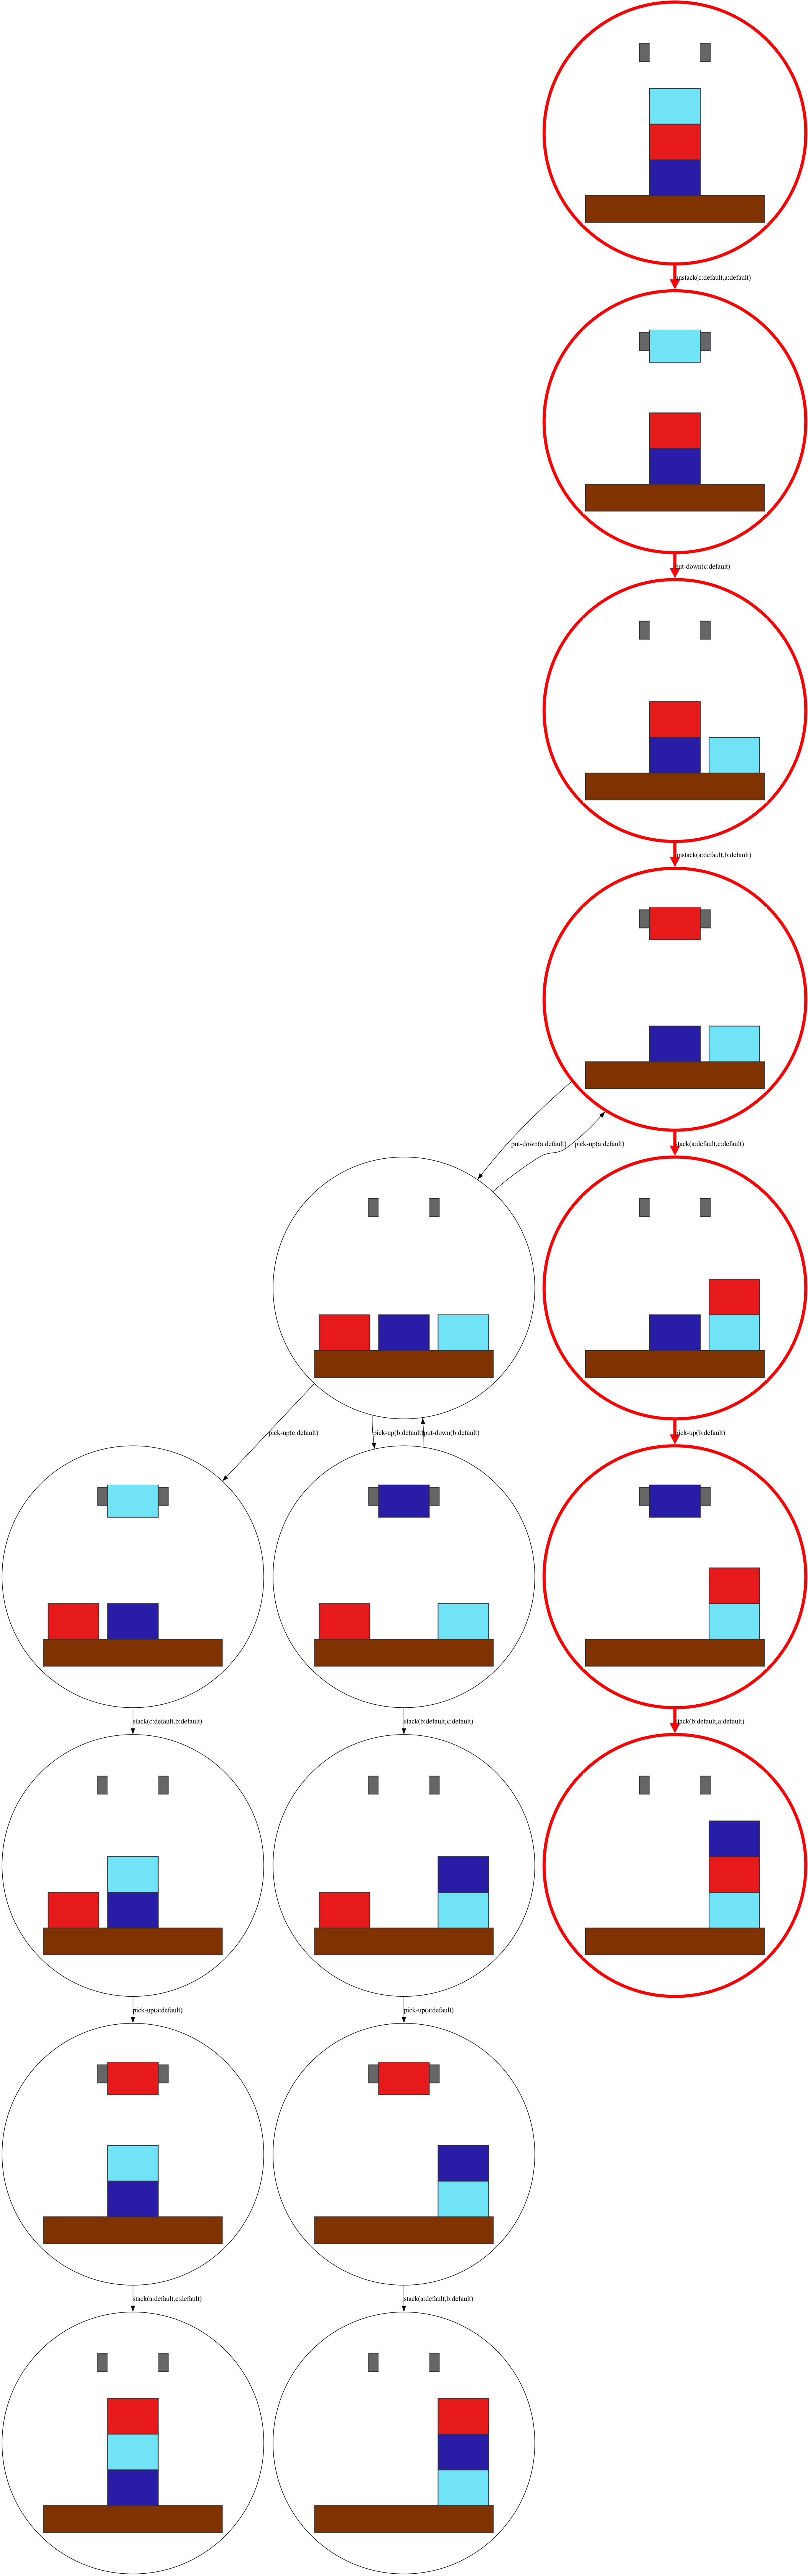 unstack(c:default,a:default)
put-down(c:default)
unstack(a:default,b:default)
put-down(a:default)
pick-up(a:default)
stack(a:default,c:default)
pick-up(c:default)
pick-up(b:default)
put-down(b:default)
pick-up(b:default)
stack(c:default,b:default)
stack(b:default,c:default)
stack(b:default,a:default)
pick-up(a:default)
pick-up(a:default)
stack(a:default,c:default)
stack(a:default,b:default)